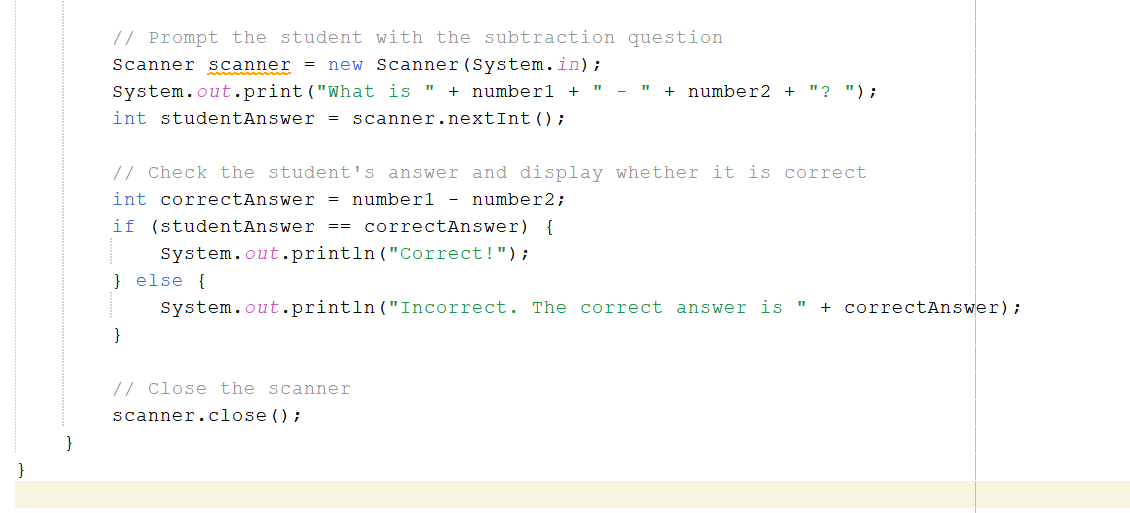 // Prompt the student with the subtraction question
Scanner scanner = new Scanner(System.in);
System.out.print("What is " + number1 + " - " + number2 + "? ");
int studentAnswer = scanner.nextInt();
// Check the student's answer and display whether it is correct
int correctAnswer = number1 - number2;
if (studentAnswer == correctAnswer) {
System.out.println("Correct!");
} else {
System.out.println("Incorrect. The correct answer is " + correctAnswer);
}
// Close the scanner
scanner.close();
}
}